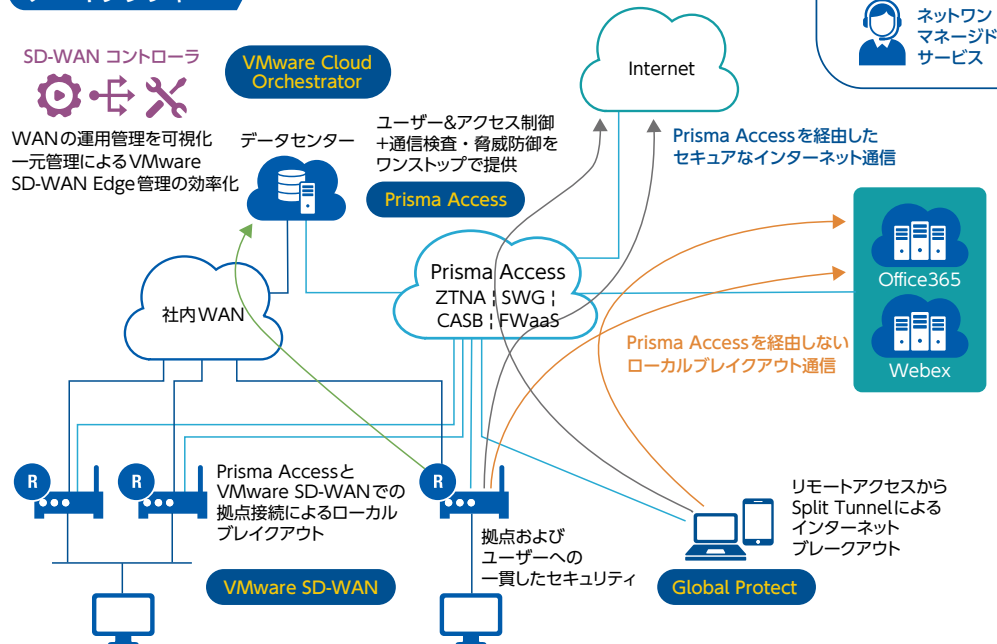 SD-WAN コントローラ
WANの運用管理を可視化
一元管理によるVMware
SD-WAN Edge管理の効率化
VMware Cloud
Orchestrator
データセンター
ユーザー&アクセス制御
+通信検査・脅威防御を
ワンストップで提供
Prisma Access
Internet
ネットワン
マネージド
サービス
Prisma Accessを経由した
セキュアなインターネット通信
社内WAN
Prisma Access
ZTNA ¦ SWG ¦
CASB ¦ FWaaS
Office365
Webex
Prisma Accessを経由しない
ローカルブレイクアウト通信
R
R
R
Prisma Accessと
VMware SD-WANでの
拠点接続によるローカル
ブレイクアウト
VMware SD-WAN
拠点および
ユーザーへの
一貫したセキュリティ
リモートアクセスから
Split Tunnelによる
インターネット
ブレークアウト
Global Protect